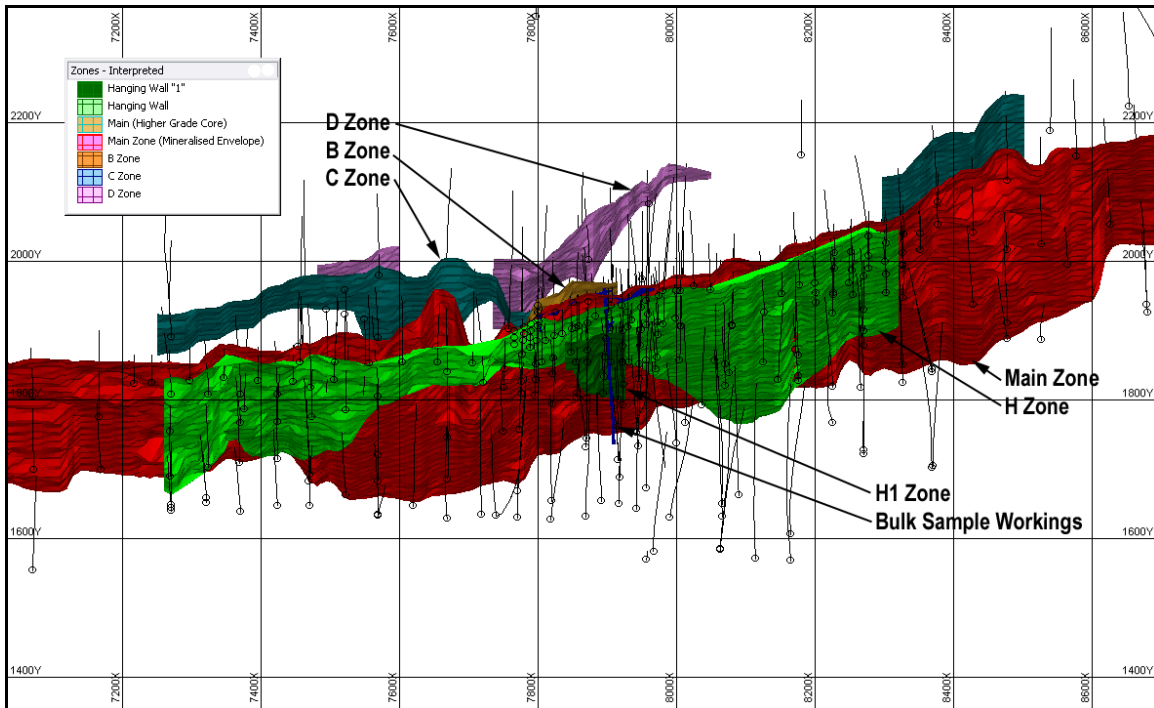 7200X
7400X
7600X
7800X
8000X
8200X
8400X
8600X
Zones - Interpreted
Hanging Wall "1"
Hanging Wall
Main (Higher Grade Core)
Main Zone (Mineralised Envelope)
B Zone
C Zone
D Zone
2200Y
2200Y
D Zone
B Zone
C Zone
2000Y
2000Y
1800Y
1800Y
Main Zone
H Zone
H1 Zone
Bulk Sample Workings
1600Y
1600Y
1400Y
1400Y
7200X
7400X
7600X
7800X
8000X
8200X
8400X
8600X